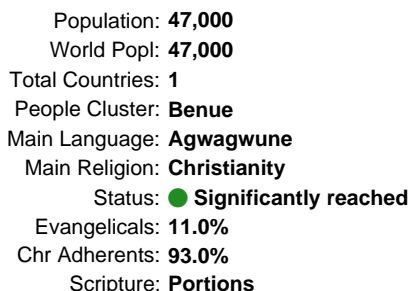 Population: 47,000
World Popl: 47,000
Total Countries: 1
People Cluster: Benue
Main Language: Agwagwune
Main Religion: Christianity
Status: Significantly reached
Evangelicals: 11.0%
Chr Adherents: 93.0%
Scripture: Portions